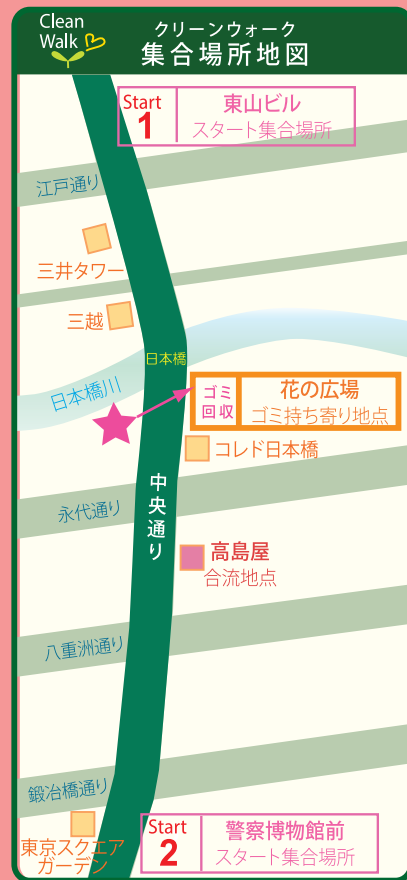 Clean
Walk
クリーンウォーク
集合場所地図
Start
1
東山ビル
スタート集合場所
江戸通り
三井タワー
三越
日本橋
日本橋川
ゴミ
回収
花の広場
ゴミ持ち寄り地点
コレド日本橋
中央通り
永代通り
高島屋
合流地点
八重洲通り
鍛冶橋通り
東京スクエア
ガーデン
Start
2
警察博物館前
スタート集合場所